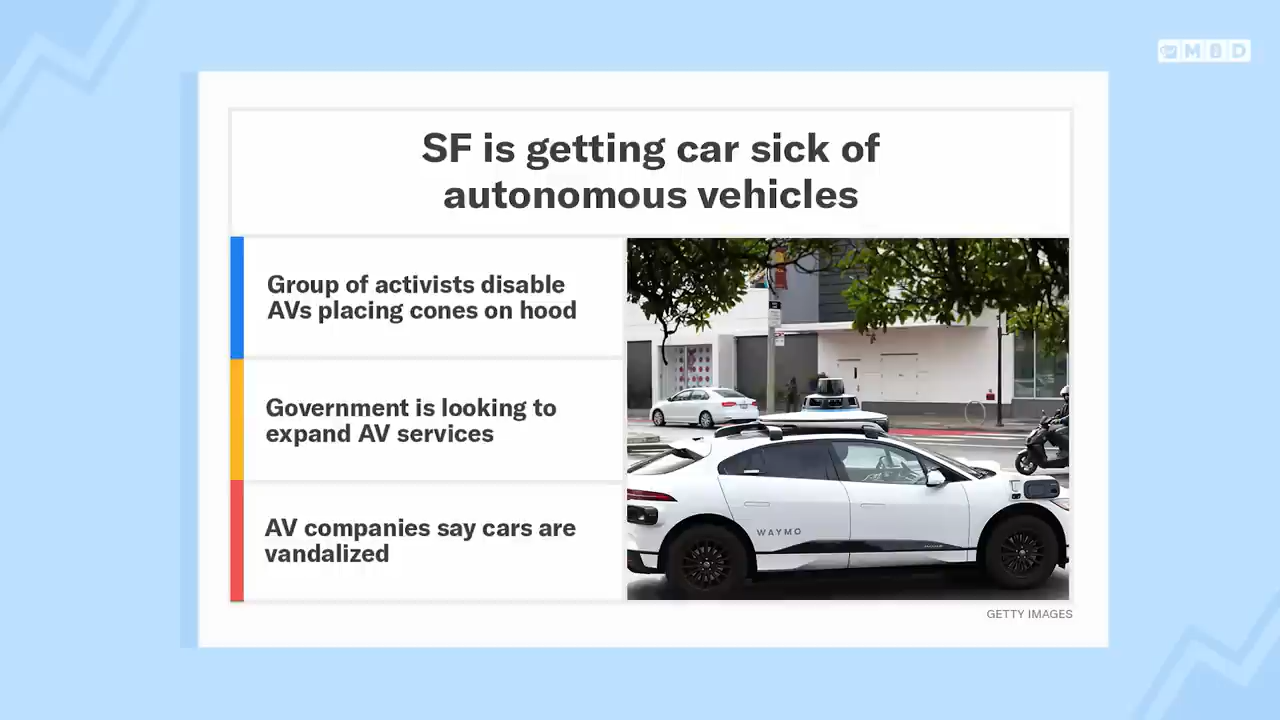 MBD
SF is getting car sick of
autonomous vehicles
Group of activists disable
AVs placing cones on hood
Government is looking to
expand AV services
AV companies say cars are
vandalized
WAYMO
GETTY IMAGES